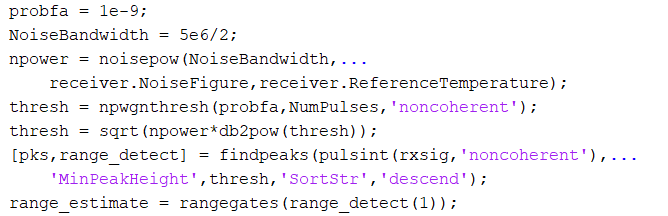 probfa = 1e-9;
NoiseBandwidth = 5e6/2;
npower = noisepow(NoiseBandwidth,...
receiver.NoiseFigure,receiver.ReferenceTemperature);
thresh = npwgnthresh(probfa,NumPulses,'noncoherent');
thresh = sqrt(npower*db2pow(thresh));
[pks,range_detect] = findpeaks(pulsint(rxsig,'noncoherent'),...
'MinPeakHeight',thresh,'SortStr','descend');
range_estimate = rangegates(range_detect(1));